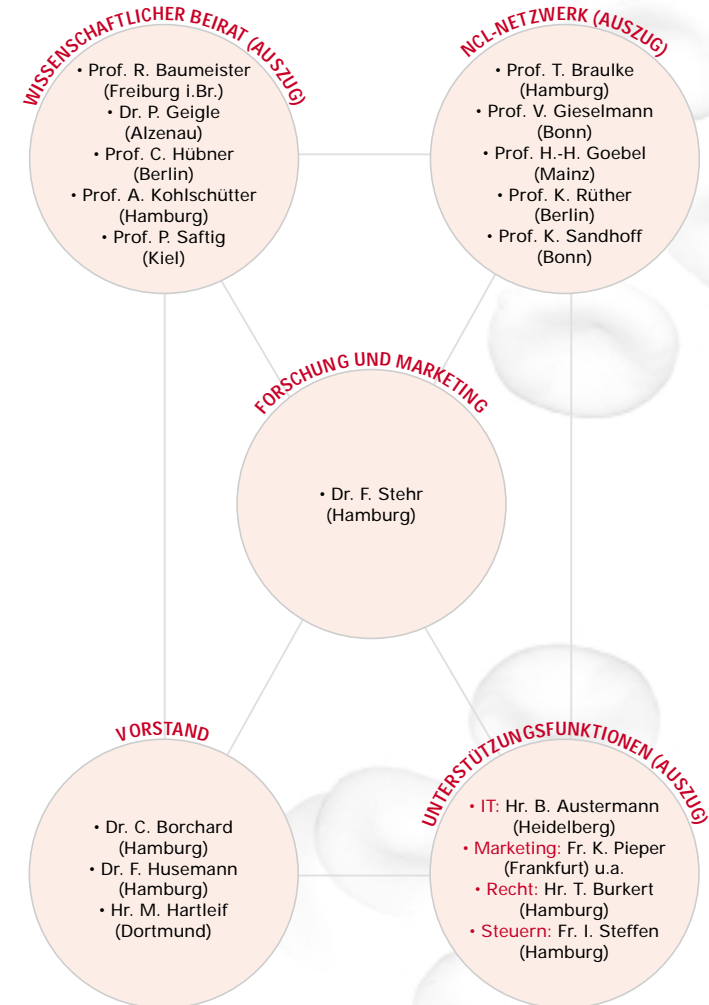 WISSENSCHAFTLICHER BEIRAT (AUSZUG)
• Prof. R. Baumeister
(Freiburg i.Br.)
• Dr. P. Geigle
(Alzenau)
• Prof. C. Hübner
(Berlin)
• Prof. A. Kohlschütter
(Hamburg)
• Prof. P. Saftig
(Kiel)
NCL-NETZWERK (AUSZUG)
• Prof. T. Braulke
(Hamburg)
• Prof. V. Gieselmann
(Bonn)
• Prof. H.-H. Goebel
(Mainz)
• Prof. K. Rüther
(Berlin)
• Prof. K. Sandhoff
(Bonn)
FORSCHUNG UND MARKETING
• Dr. F. Stehr
(Hamburg)
VORSTAND
• Dr. C. Borchard
(Hamburg)
• Dr. F. Husemann
(Hamburg)
• Hr. M. Hartleif
(Dortmund)
UNTERSTÜTZUNGSFUNKTIONEN (AUSZUG)
• IT: Hr. B. Austermann
(Heidelberg)
• Marketing: Fr. K. Pieper
(Frankfurt) u.a.
• Recht: Hr. T. Burkert
(Hamburg)
• Steuern: Fr. I. Steffen
(Hamburg)